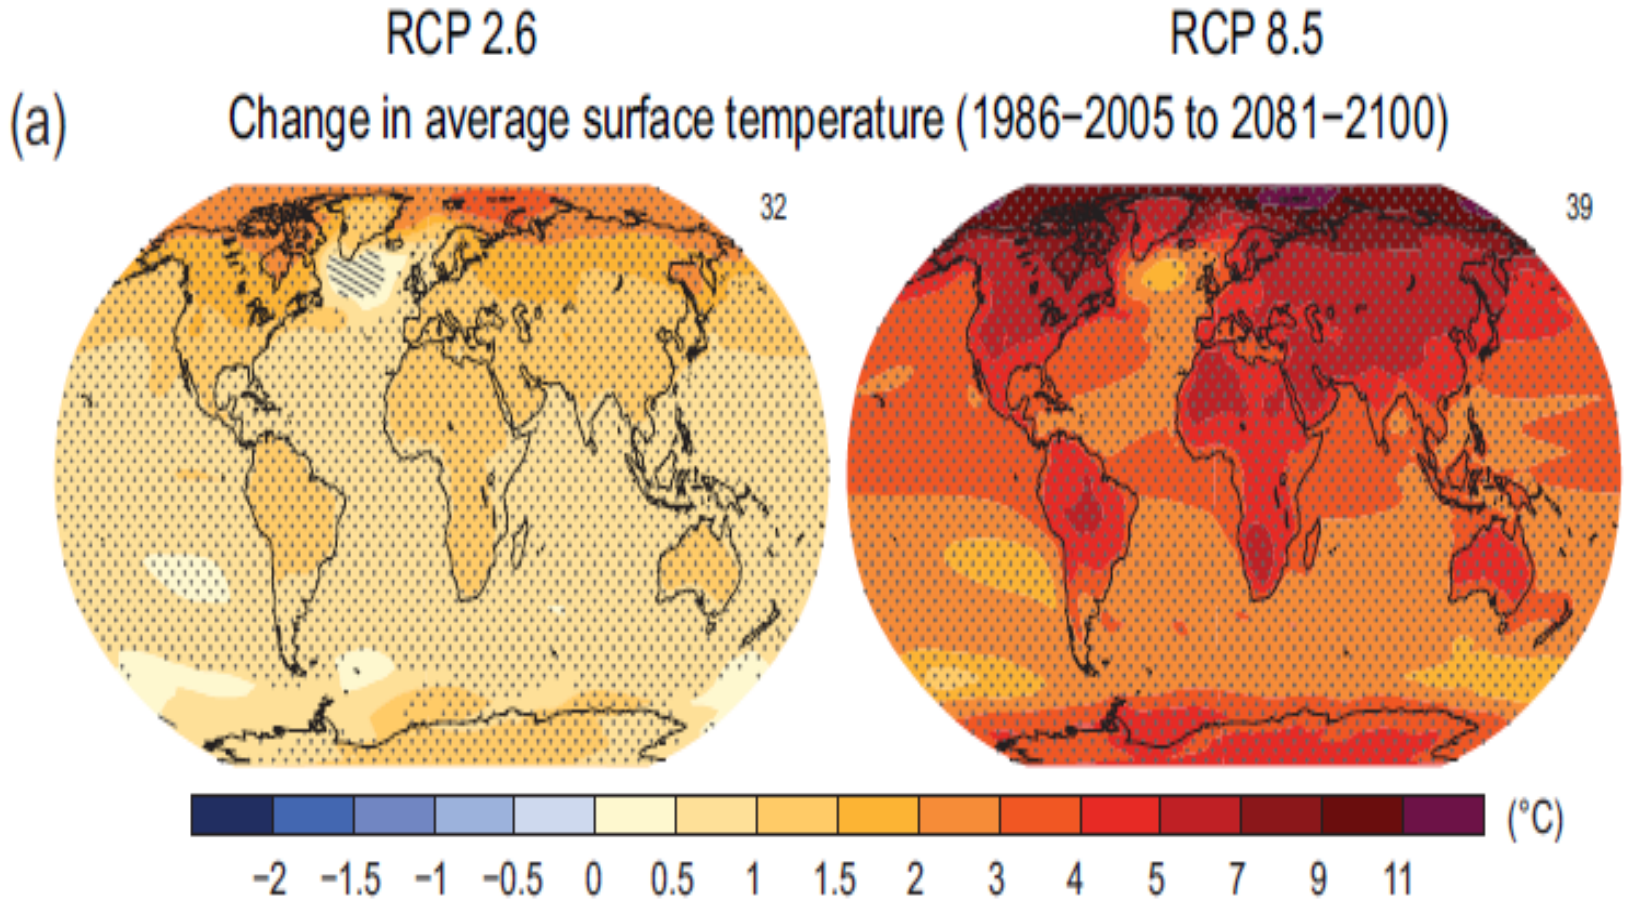 RCP 2.6 RCP 8.5
(a) Change in average surface temperature (1986−2005 to 2081−2100)
32 39
(°C)
−2 −1.5 −1 −0.5 0 0.5 1 1.5 2 3 4 5 7 9 11